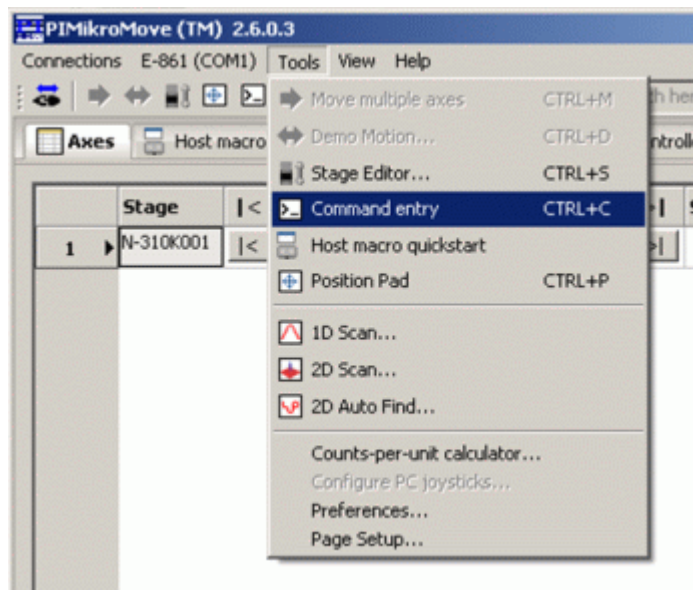 PIMikroMove (TM) 2.6.0.3
Connections E-861 (COM1) Tools View Help
Axes Host macro
Stage |<
1 N-310K001 |< >|
Move multiple axes CTRL+M
Demo Motion... CTRL+D
Stage Editor... CTRL+S
Command entry CTRL+C
Host macro quickstart
Position Pad CTRL+P
1D Scan...
2D Scan...
2D Auto Find...
Counts-per-unit calculator...
Configure PC joysticks...
Preferences...
Page Setup...